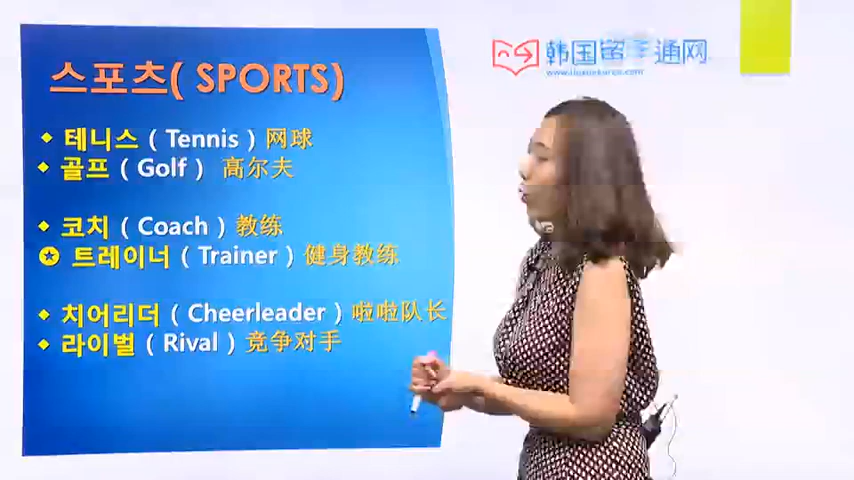 스포츠( SPORTS)
韩国留学通网
테니스 ( Tennis ) 网球
골프 ( Golf ) 高尔夫
코치 ( Coach ) 教练
트레이너 ( Trainer ) 健身教练
치어리더 ( Cheerleader ) 啦啦队长
라이벌 ( Rival ) 竞争对手